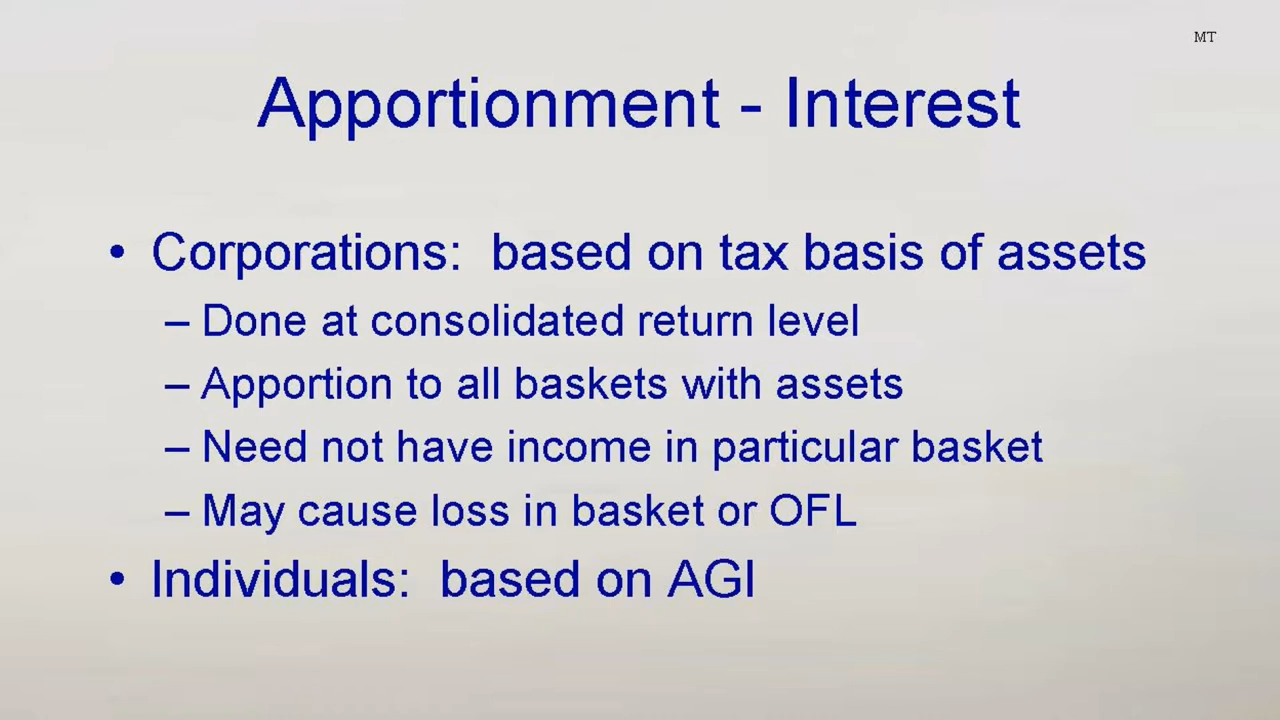 MT
Apportionment - Interest
• Corporations: based on tax basis of assets
– Done at consolidated return level
– Apportion to all baskets with assets
– Need not have income in particular basket
– May cause loss in basket or OFL
• Individuals: based on AGI